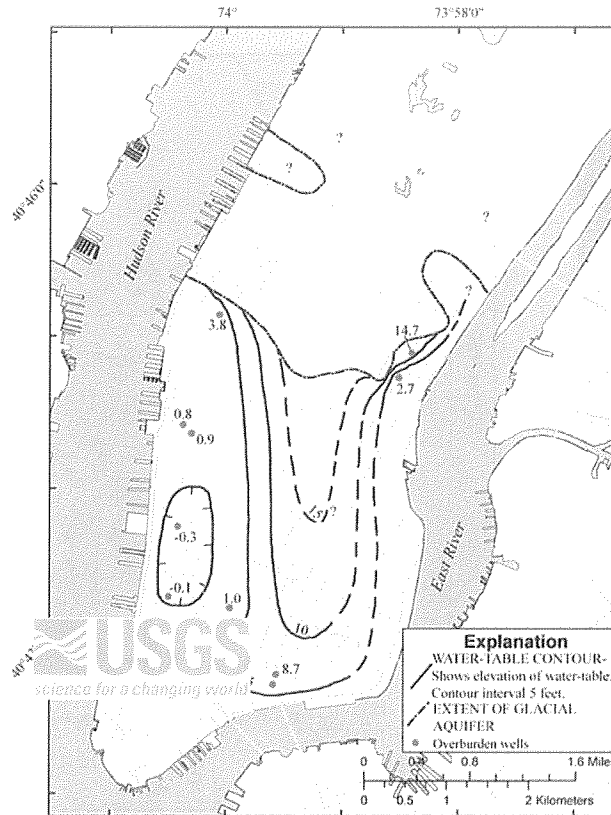 74°
73°58'0"
40°46'0"
Hudson River
?
?
?
?
3.8
14.7
2.7
0.8
0.9
15
?
-0.3
-0.1
1.0
10
East River
8.7
5
USGS
science for a changing world
Explanation
WATER-TABLE CONTOUR-
Shows elevation of water-table.
Contour interval 5 feet.
EXTENT OF GLACIAL
AQUIFER
Overburden wells
0 0.4 0.8 1.6 Mile
0 0.5 1 2 Kilometers